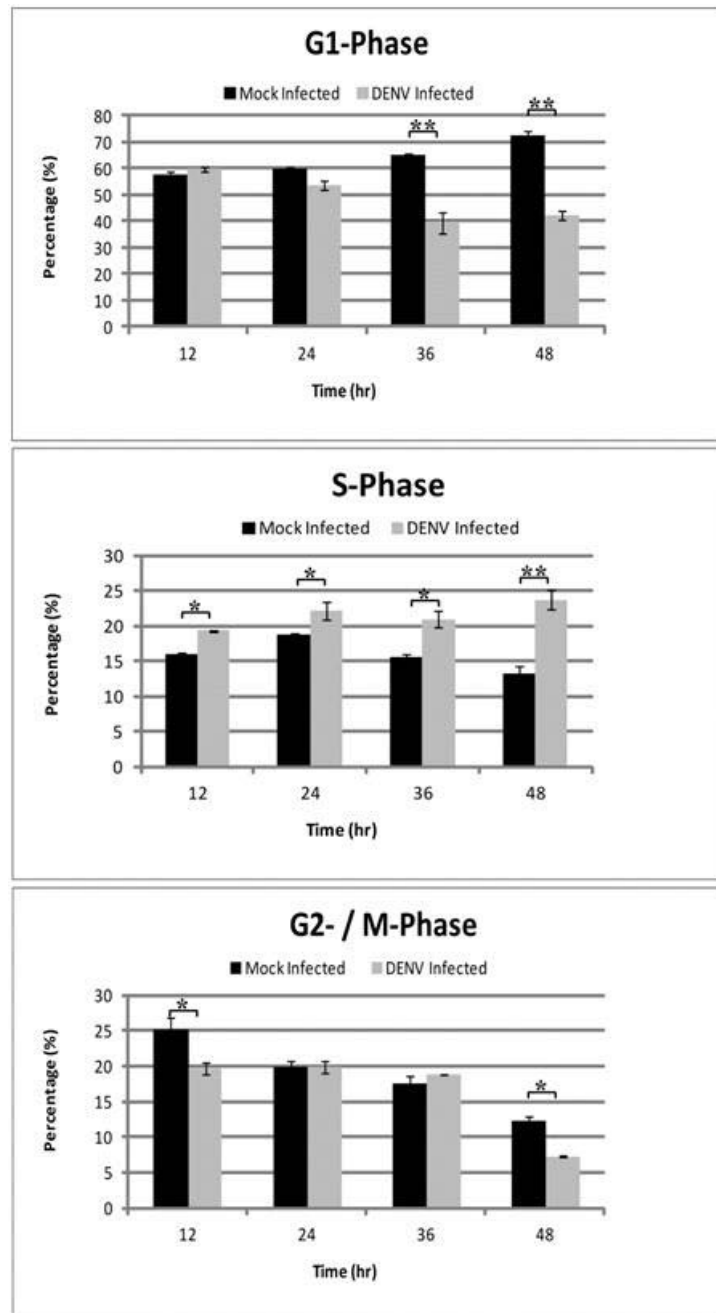 G1-Phase
Mock Infected DENV Infected
Percentage (%)
80
70
60
50
40
30
20
10
0
** **
12 24 36 48
Time (hr)
S-Phase
Mock Infected DENV Infected
Percentage (%)
30
25
20
15
10
5
0
* * * **
12 24 36 48
Time (hr)
G2- / M-Phase
Mock Infected DENV Infected
Percentage (%)
30
25
20
15
10
5
0
* *
12 24 36 48
Time (hr)